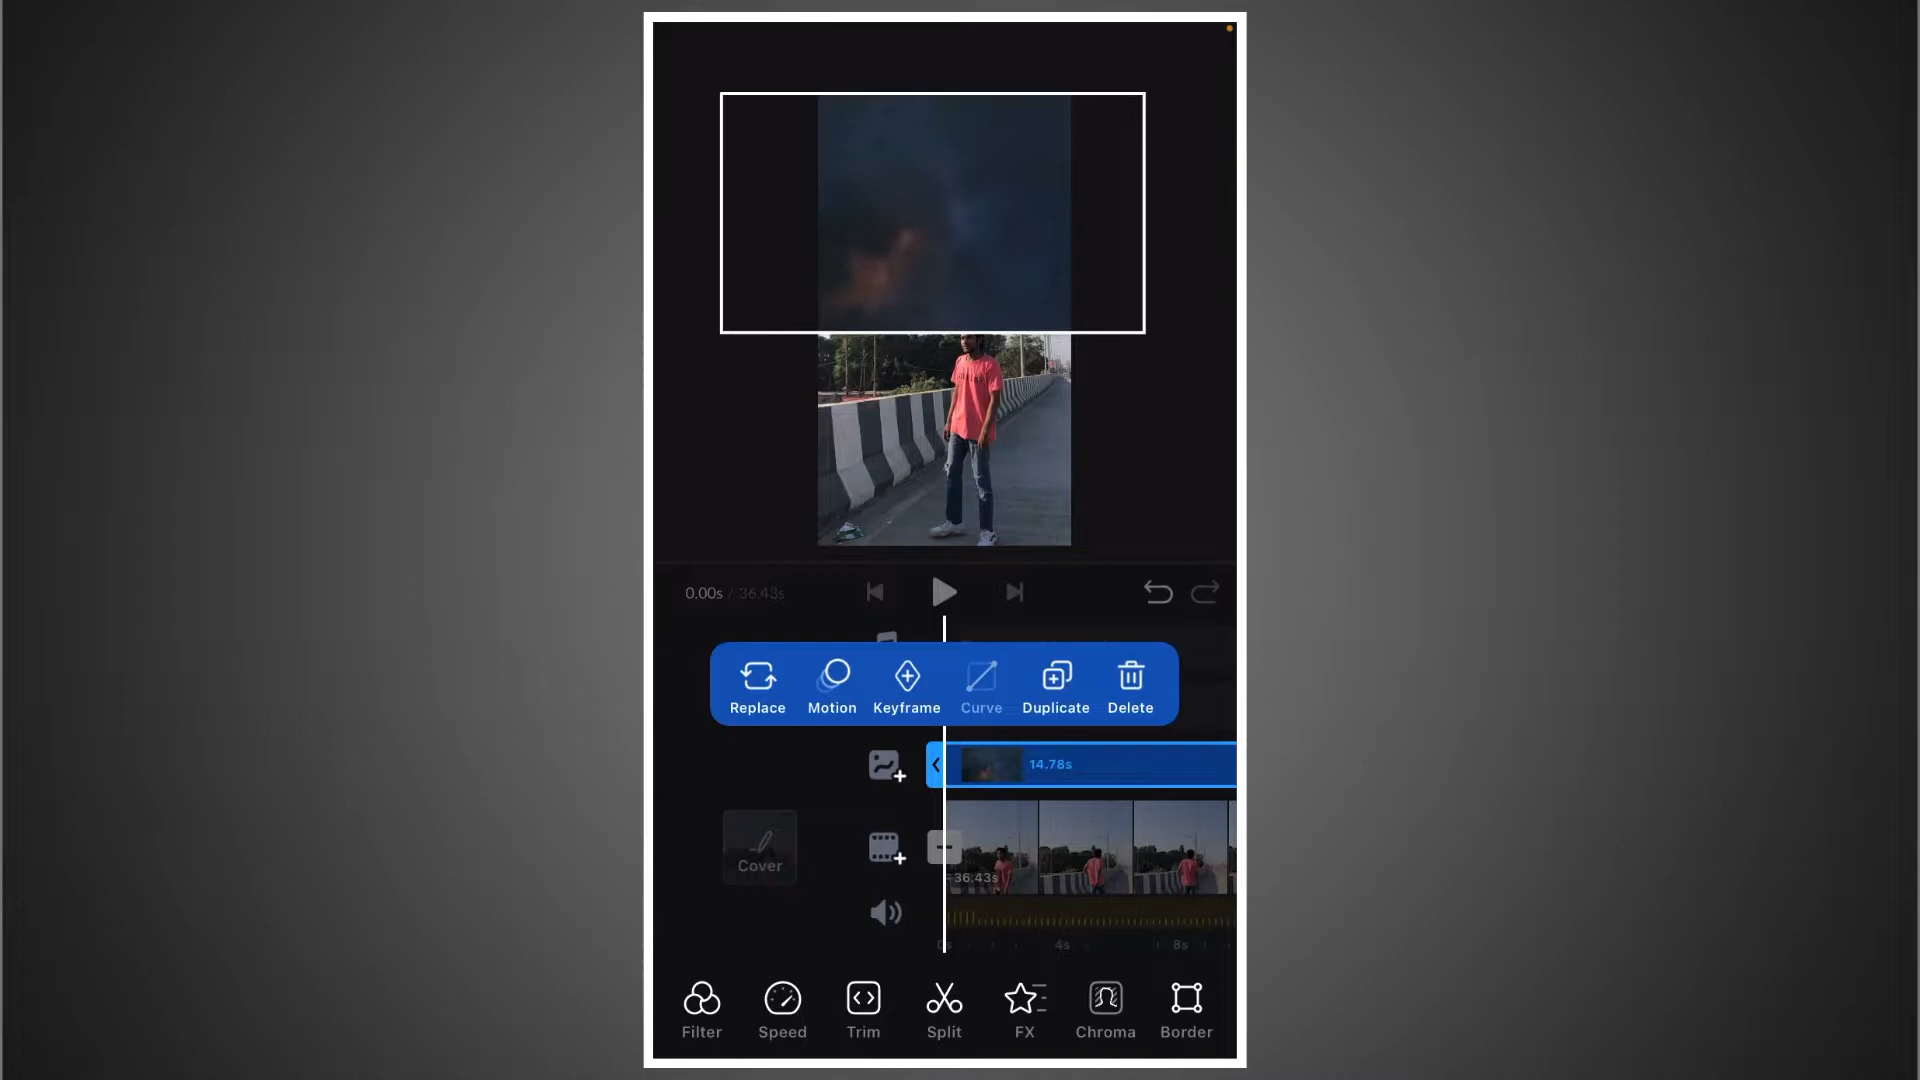 0.00s / 36.43s
Replace Motion Keyframe Curve Duplicate Delete
14.78s
Cover
36.43s
4s 8s
Filter Speed Trim Split FX Chroma Border